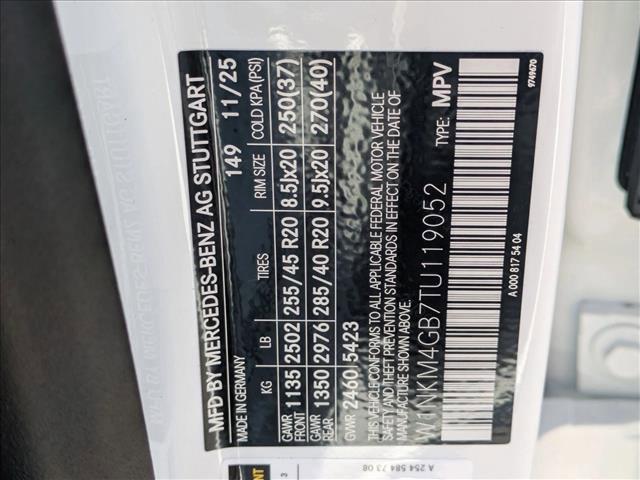 MFD BY MERCEDES-BENZ AG STUTTGART
MADE IN GERMANY 149 11/25
KG LB TIRES RIM SIZE COLD KPA(PSI)
GAWR FRONT 1135 2502 255/45 R20 8.5Jx20 250(37)
GAWR REAR 1350 2976 285/40 R20 9.5Jx20 270(40)
GVWR 2460 5423
THIS VEHICLE CONFORMS TO ALL APPLICABLE FEDERAL MOTOR VEHICLE
SAFETY AND THEFT PREVENTION STANDARDS IN EFFECT ON THE DATE OF
MANUFACTURE SHOWN ABOVE.
TYPE: MPV
W1NKM4GB7TU119052
A 000 817 54 04
9749670
A 254 584 73 08
3